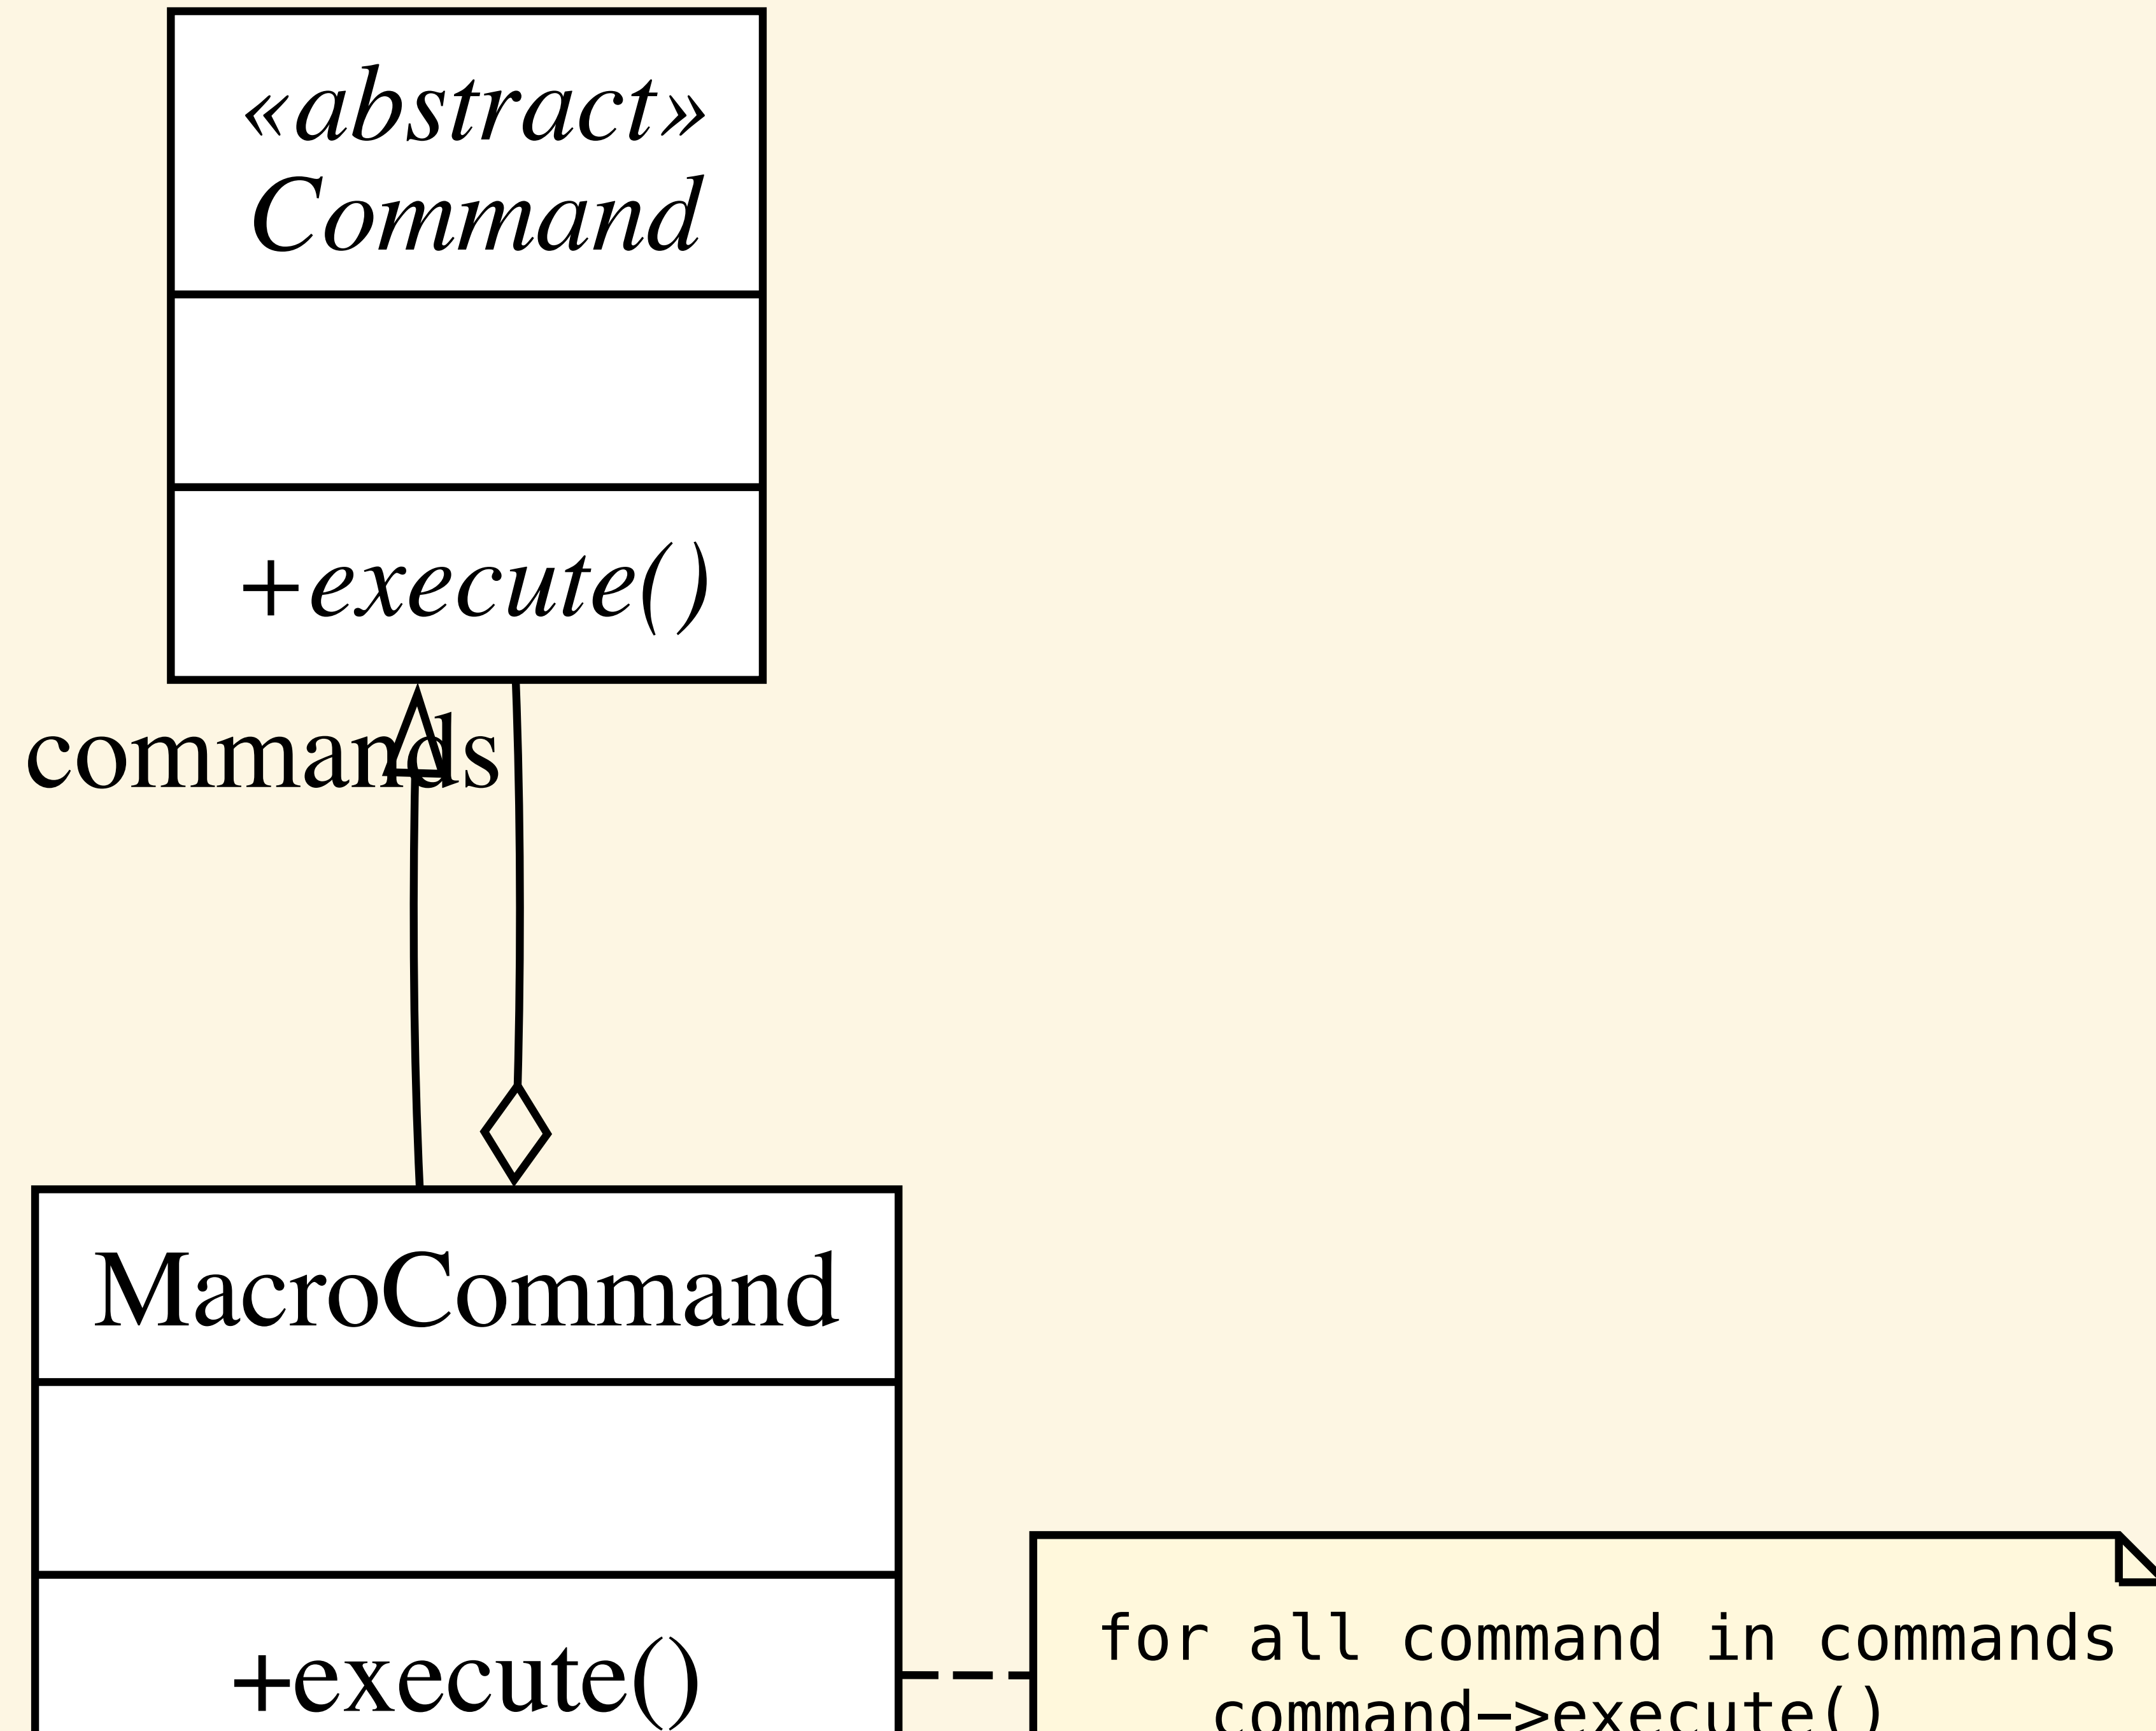 «abstract»
Command
+execute()
commands
MacroCommand
+execute()
for all command in commands
command->execute()